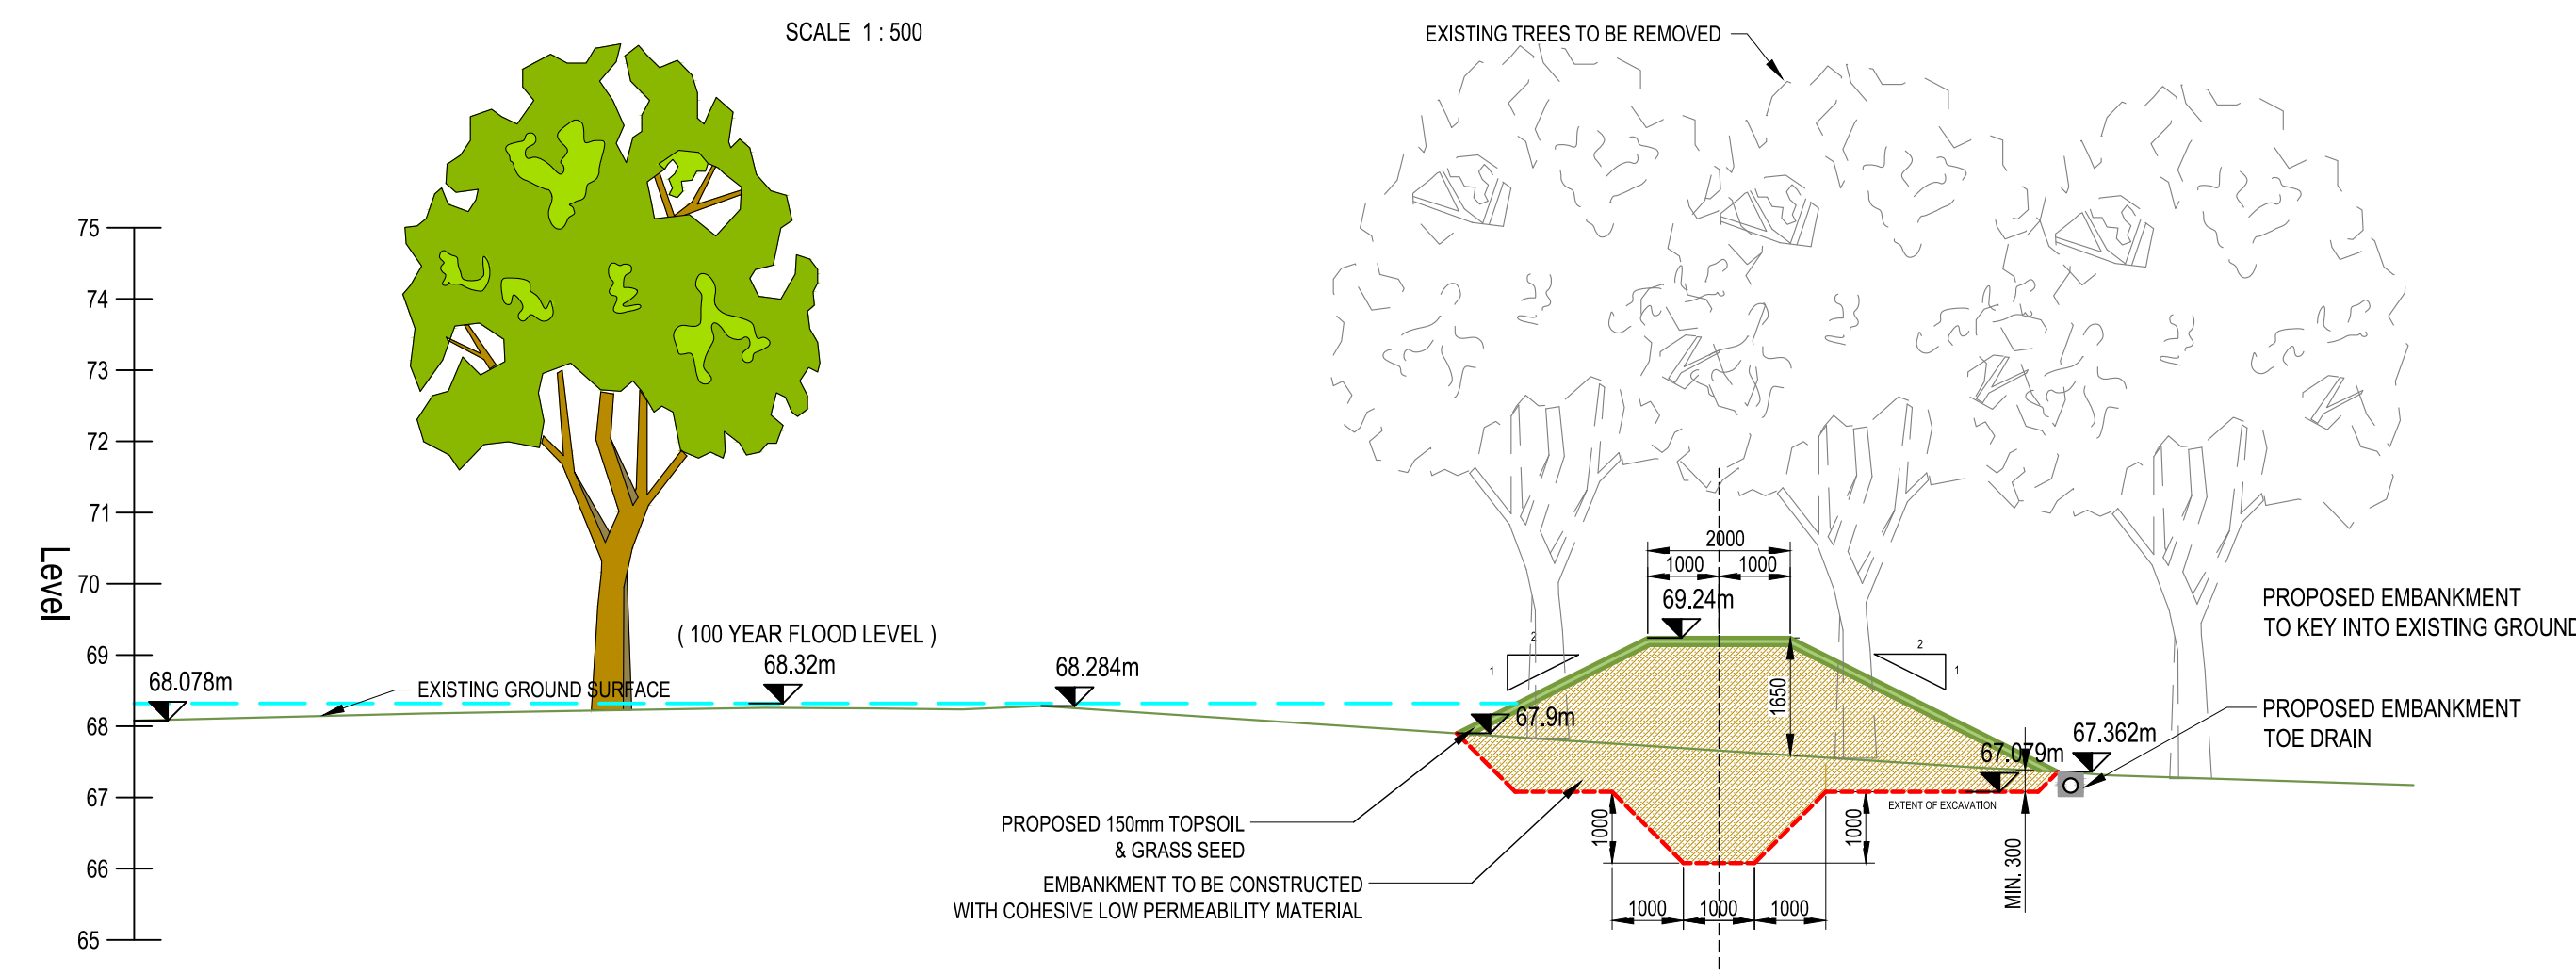 SCALE 1 : 500
EXISTING TREES TO BE REMOVED
75
74
73
72
71
70
69
68
67
66
65
Level
2000
1000 1000
69.24m
PROPOSED EMBANKMENT
TO KEY INTO EXISTING GROUND
( 100 YEAR FLOOD LEVEL )
68.32m
68.284m
68.078m
EXISTING GROUND SURFACE
2
1
2
1
1650
67.9m
67.079m
67.362m
PROPOSED EMBANKMENT
TOE DRAIN
EXTENT OF EXCAVATION
PROPOSED 150mm TOPSOIL
& GRASS SEED
1000
1000
MIN. 300
EMBANKMENT TO BE CONSTRUCTED
WITH COHESIVE LOW PERMEABILITY MATERIAL
1000 1000 1000